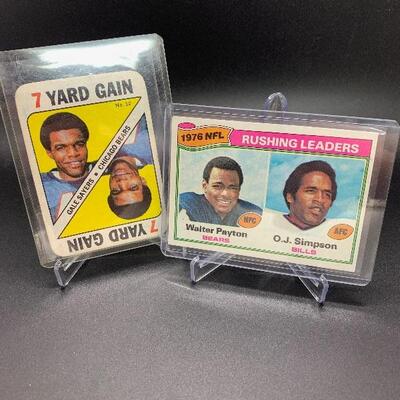 7 YARD GAIN
No. 12
GALE SAYERS • CHICAGO BEARS
7 YARD GAIN
1976 NFL
RUSHING LEADERS
NFC
AFC
Walter Payton
BEARS
O.J. Simpson
BILLS